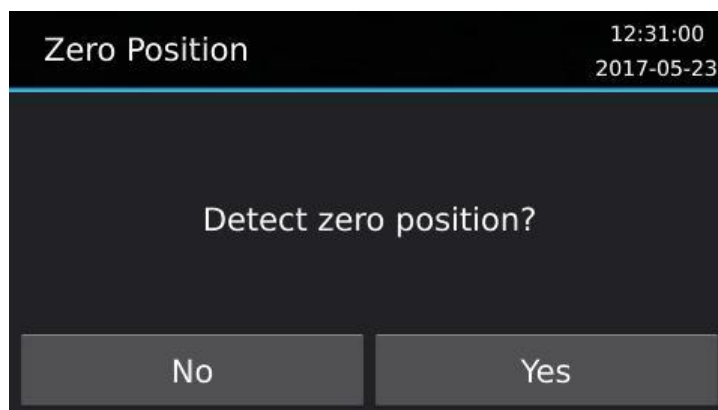 Zero Position
12:31:00
2017-05-23
Detect zero position?
No
Yes